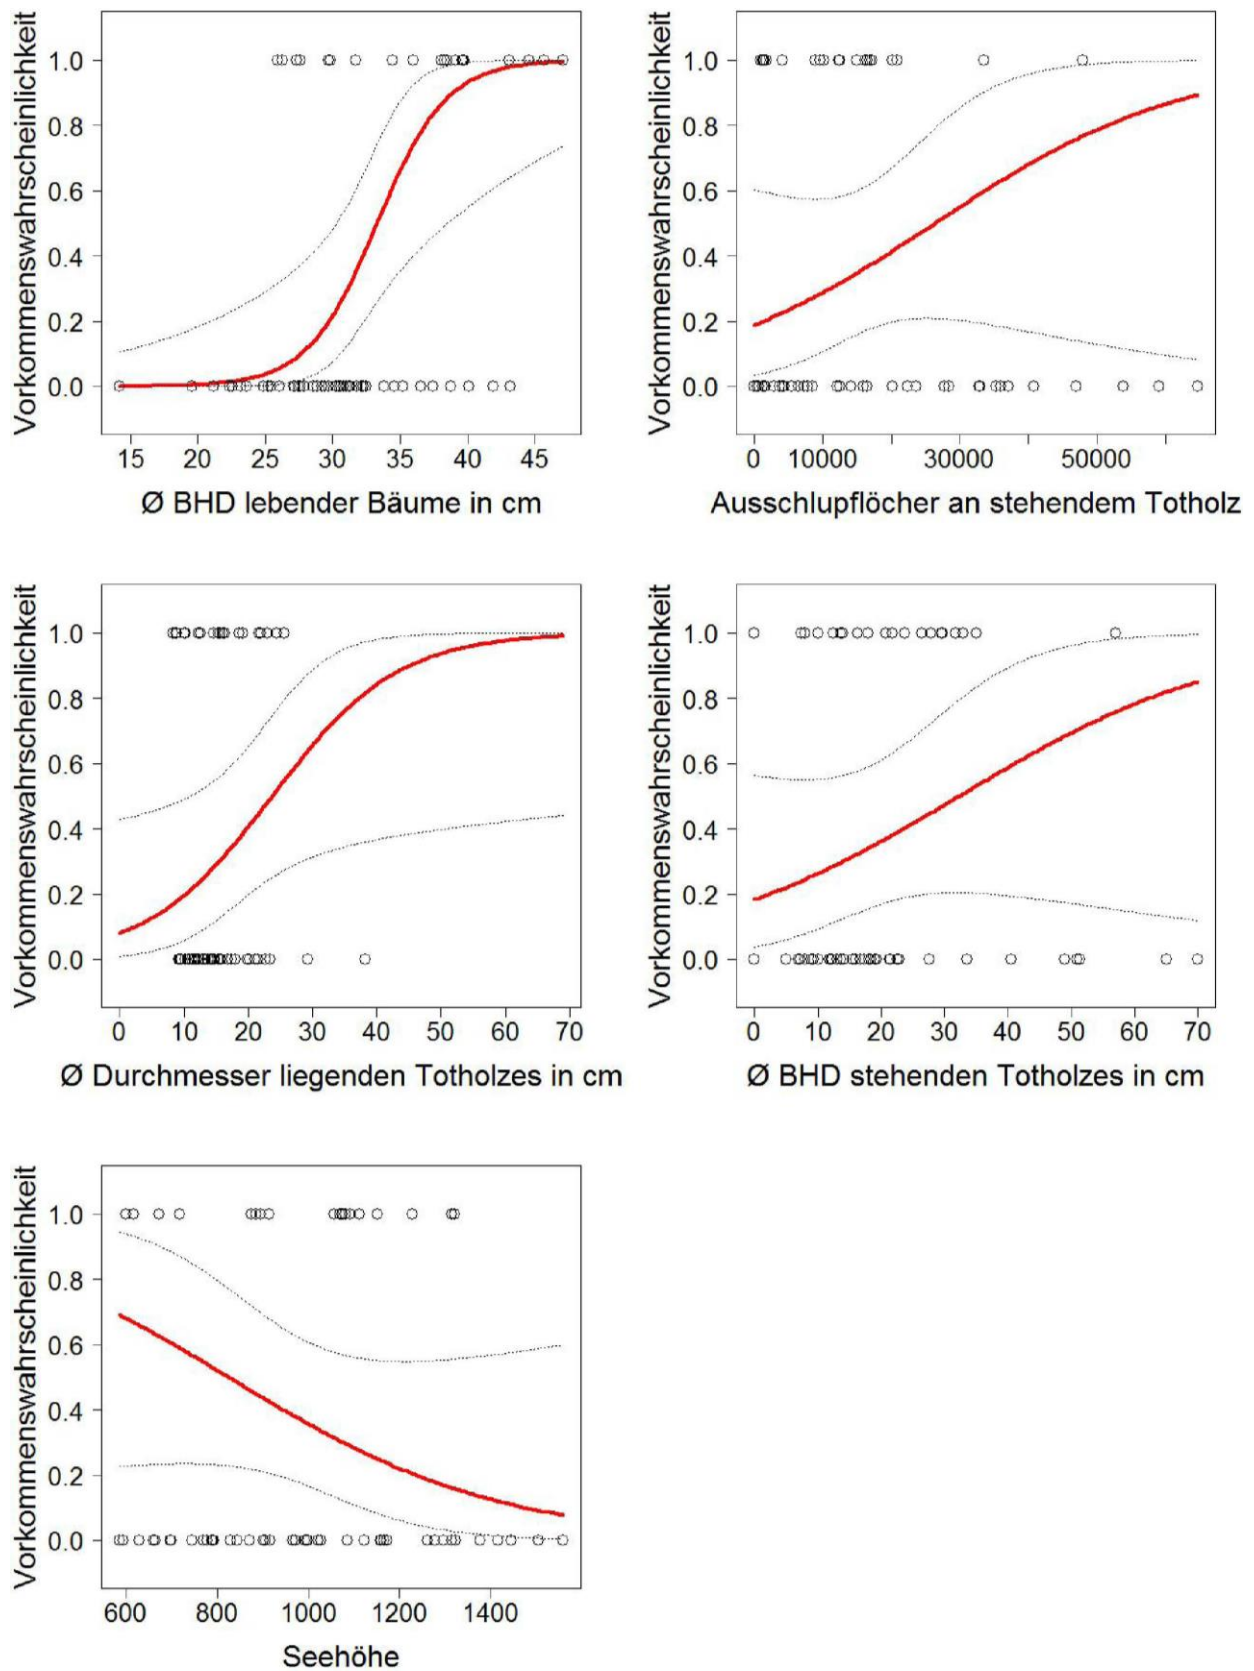 Vorkommenswahrscheinlichkeit
1.0
0.8
0.6
0.4
0.2
0.0
15 20 25 30 35 40 45
Ø BHD lebender Bäume in cm
Vorkommenswahrscheinlichkeit
1.0
0.8
0.6
0.4
0.2
0.0
0 10000 30000 50000
Ausschlupflöcher an stehendem Totholz
Vorkommenswahrscheinlichkeit
1.0
0.8
0.6
0.4
0.2
0.0
0 10 20 30 40 50 60 70
Ø Durchmesser liegenden Totholzes in cm
Vorkommenswahrscheinlichkeit
1.0
0.8
0.6
0.4
0.2
0.0
0 10 20 30 40 50 60 70
Ø BHD stehenden Totholzes in cm
Vorkommenswahrscheinlichkeit
1.0
0.8
0.6
0.4
0.2
0.0
600 800 1000 1200 1400
Seehöhe